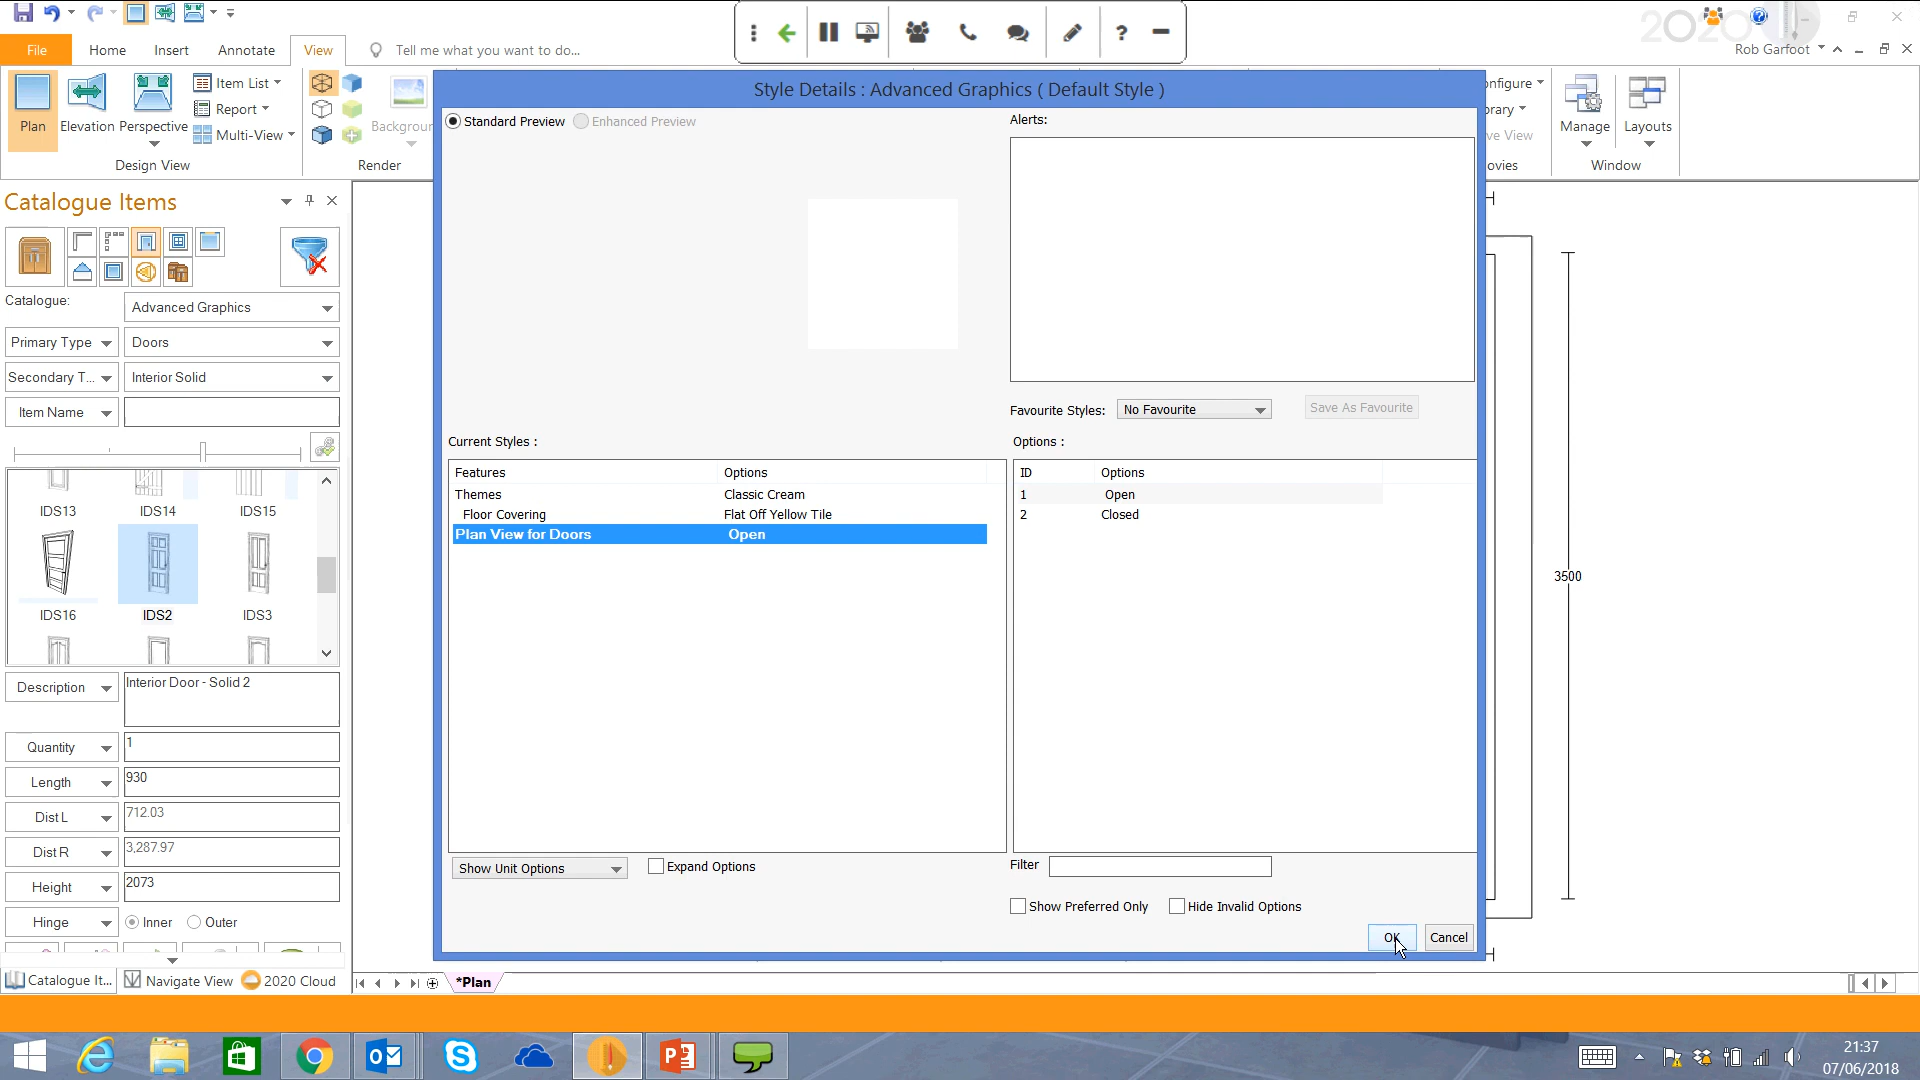 2020
Rob Garfoot
File Home Insert Annotate View Tell me what you want to do...
Plan Elevation Perspective
Item List
Report
Multi-View
Design View
Backgroun
Render
Manage Layouts
Window
Style Details : Advanced Graphics ( Default Style )
Standard Preview Enhanced Preview
Alerts:
Catalogue Items
Catalogue: Advanced Graphics
Primary Type Doors
Secondary T... Interior Solid
Item Name
IDS13 IDS14 IDS15
IDS16 IDS2 IDS3
Description Interior Door - Solid 2
Quantity 1
Length 930
Dist L 712.03
Dist R 3,287.97
Height 2073
Hinge Inner Outer
Favourite Styles: No Favourite Save As Favourite
Current Styles : Options :
Features Options
Themes Classic Cream
Floor Covering Flat Off Yellow Tile
Plan View for Doors Open
ID Options
1 Open
2 Closed
Show Unit Options Expand Options
Filter
Show Preferred Only Hide Invalid Options
OK Cancel
3500
Catalogue It... Navigate View 2020 Cloud
*Plan
21:37
07/06/2018